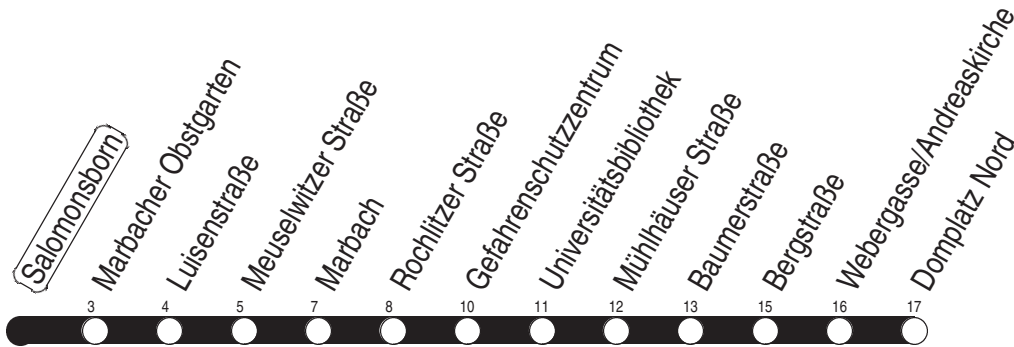 Salomonsborn
Marbacher Obstgarten
Luisenstraße
Meuselwitzer Straße
Marbach
Rochlitzer Straße
Gefahrenschutzzentrum
Universitätsbibliothek
Mühlhäuser Straße
Baumerstraße
Bergstraße
Webergasse/Andreaskirche
Domplatz Nord
3 4 5 7 8 10 11 12 13 15 16 17